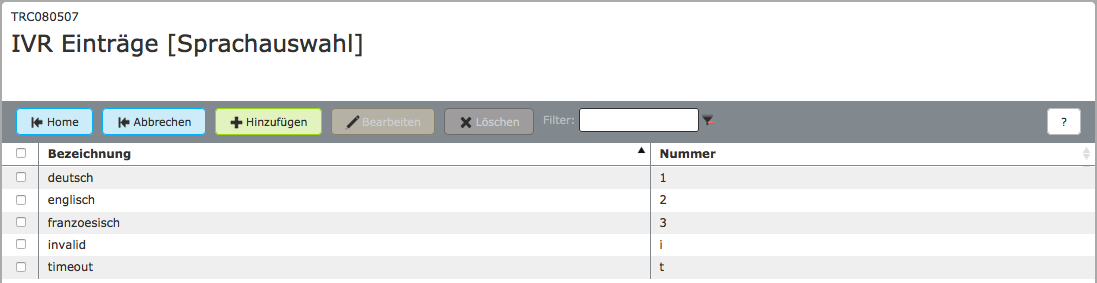 TRC080507
IVR Einträge [Sprachauswahl]
Home Abbrechen Hinzufügen Bearbeiten Löschen Filter: ?
Bezeichnung Nummer
deutsch 1
englisch 2
franzoesisch 3
invalid i
timeout t